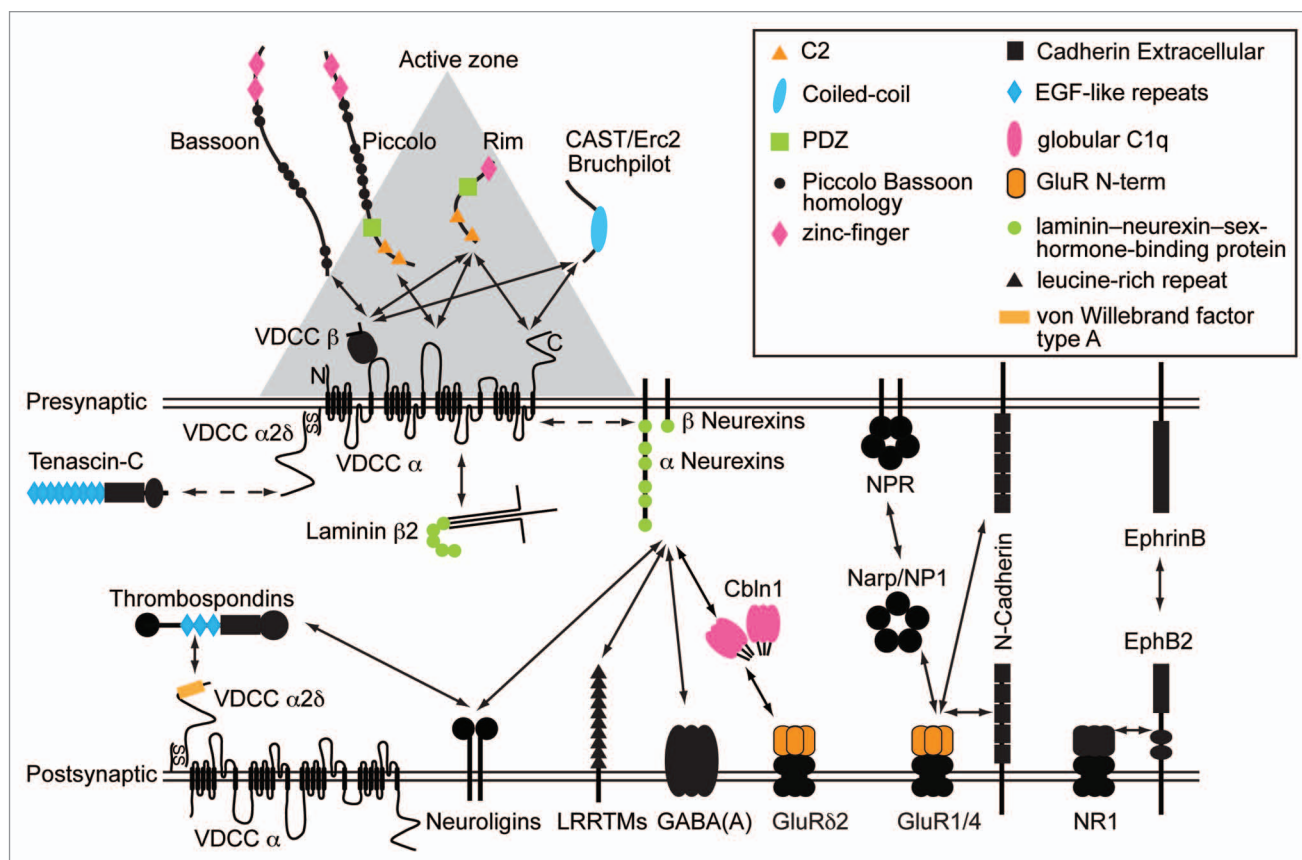 Active zone
Bassoon
Piccolo
Rim
CAST/Erc2
Bruchpilot
C2
Coiled-coil
PDZ
Piccolo Bassoon
homology
zinc-finger
Cadherin Extracellular
EGF-like repeats
globular C1q
GluR N-term
laminin–neurexin–sex-
hormone-binding protein
leucine-rich repeat
von Willebrand factor
type A
VDCC β
N
C
Presynaptic
SS
VDCC α2δ
VDCC α
β Neurexins
α Neurexins
Tenascin-C
Laminin β2
NPR
N-Cadherin
EphrinB
Thrombospondins
Cbln1
Narp/NP1
EphB2
VDCC α2δ
SS
Postsynaptic
VDCC α
Neuroligins
LRRTMs
GABA(A)
GluRδ2
GluR1/4
NR1